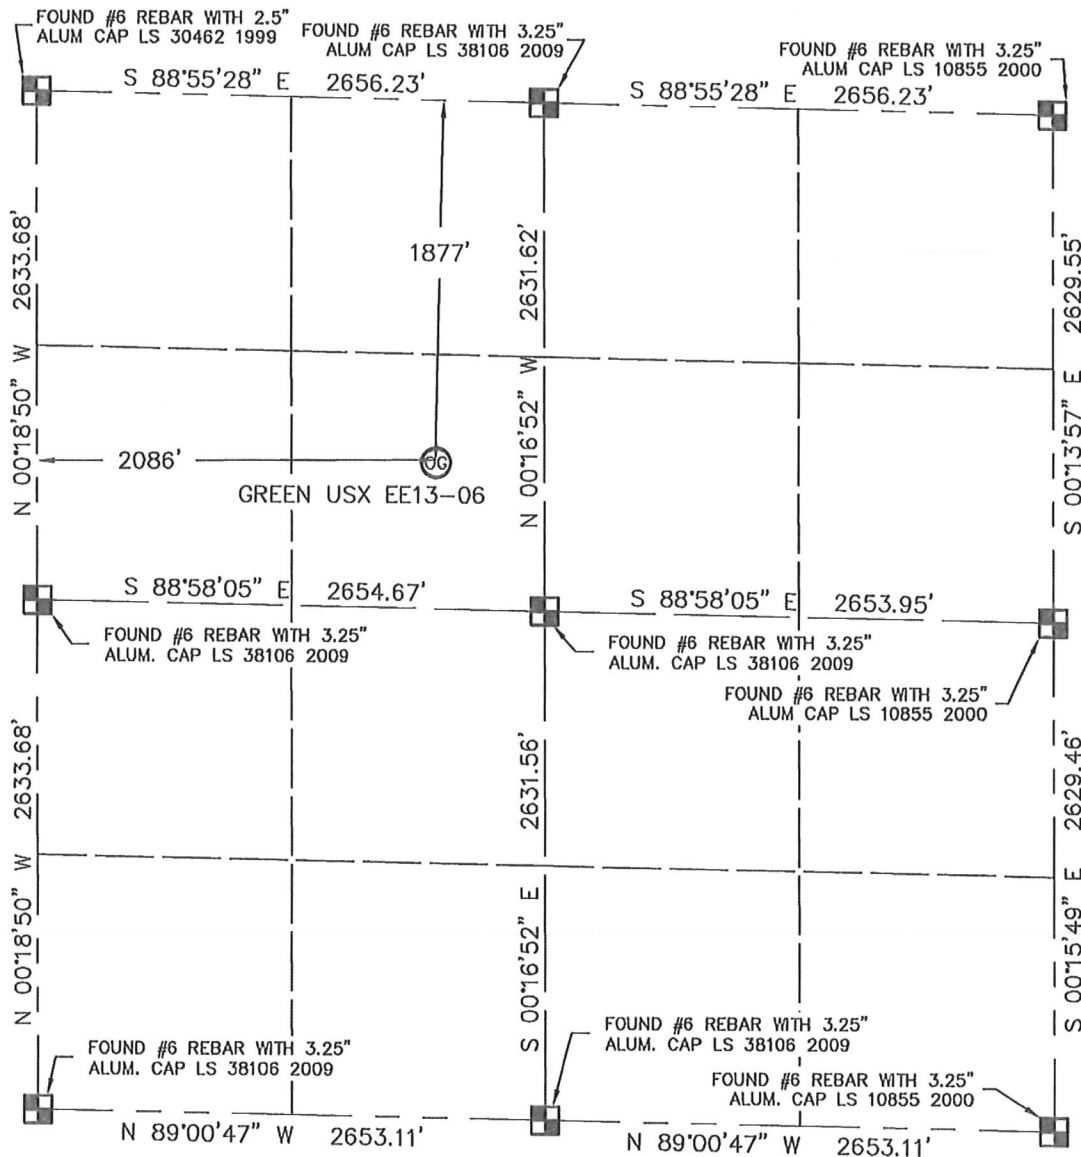 FOUND #6 REBAR WITH 2.5"
ALUM CAP LS 30462 1999
FOUND #6 REBAR WITH 3.25"
ALUM CAP LS 38106 2009
FOUND #6 REBAR WITH 3.25"
ALUM CAP LS 10855 2000
S 88°55'28" E 2656.23'
S 88°55'28" E 2656.23'
N 00°18'50" W 2633.68'
1877'
N 00°16'52" W 2631.62'
S 00°13'57" E 2629.55'
2086'
OG
GREEN USX EE13-06
S 88°58'05" E 2654.67'
S 88°58'05" E 2653.95'
FOUND #6 REBAR WITH 3.25"
ALUM. CAP LS 38106 2009
FOUND #6 REBAR WITH 3.25"
ALUM. CAP LS 38106 2009
FOUND #6 REBAR WITH 3.25"
ALUM CAP LS 10855 2000
N 00°18'50" W 2633.68'
S 00°16'52" E 2631.56'
S 00°15'49" E 2629.46'
FOUND #6 REBAR WITH 3.25"
ALUM. CAP LS 38106 2009
FOUND #6 REBAR WITH 3.25"
ALUM. CAP LS 38106 2009
FOUND #6 REBAR WITH 3.25"
ALUM. CAP LS 10855 2000
N 89°00'47" W 2653.11'
N 89°00'47" W 2653.11'